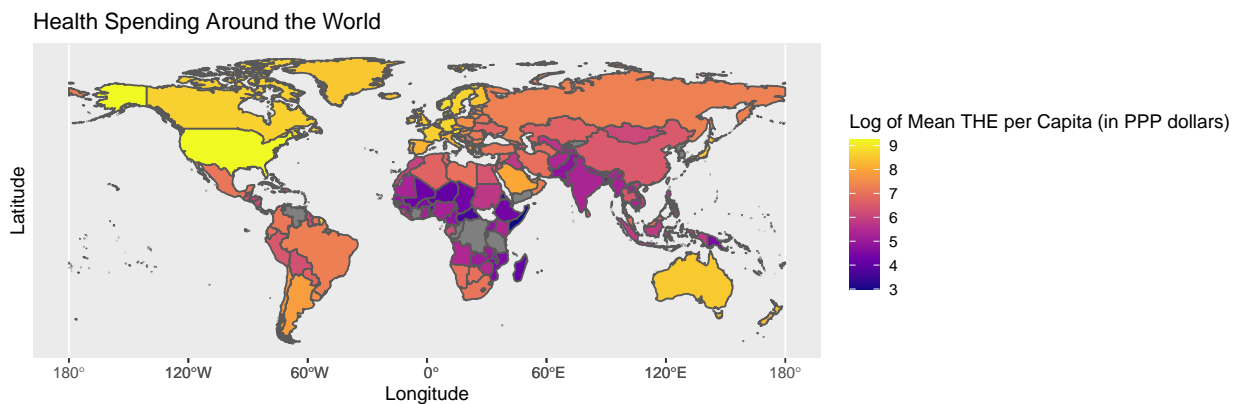 Health Spending Around the World
Latitude
180°
120°W
60°W
0°
60°E
120°E
180°
Longitude
Log of Mean THE per Capita (in PPP dollars)
9
8
7
6
5
4
3